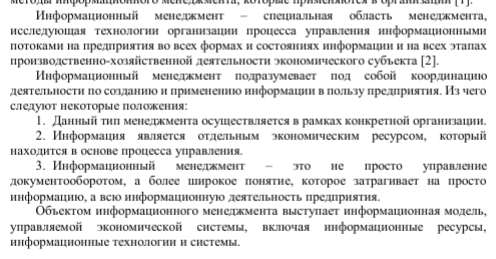 методы информационного менеджмента, которые применяются в организации [1].
Информационный менеджмент – специальная область менеджмента,
исследующая технологии организации процесса управления информационными
потоками на предприятия во всех формах и состояниях информации и на всех этапах
производственно-хозяйственной деятельности экономического субъекта [2].
Информационный менеджмент подразумевает под собой координацию
деятельности по созданию и применению информации в пользу предприятия. Из чего
следуют некоторые положения:
1. Данный тип менеджмента осуществляется в рамках конкретной организации.
2. Информация является отдельным экономическим ресурсом, который
находится в основе процесса управления.
3. Информационный менеджмент – это не просто управление
документооборотом, а более широкое понятие, которое затрагивает на просто
информацию, а всю информационную деятельность предприятия.
Объектом информационного менеджмента выступает информационная модель,
управляемой экономической системы, включая информационные ресурсы,
информационные технологии и системы.